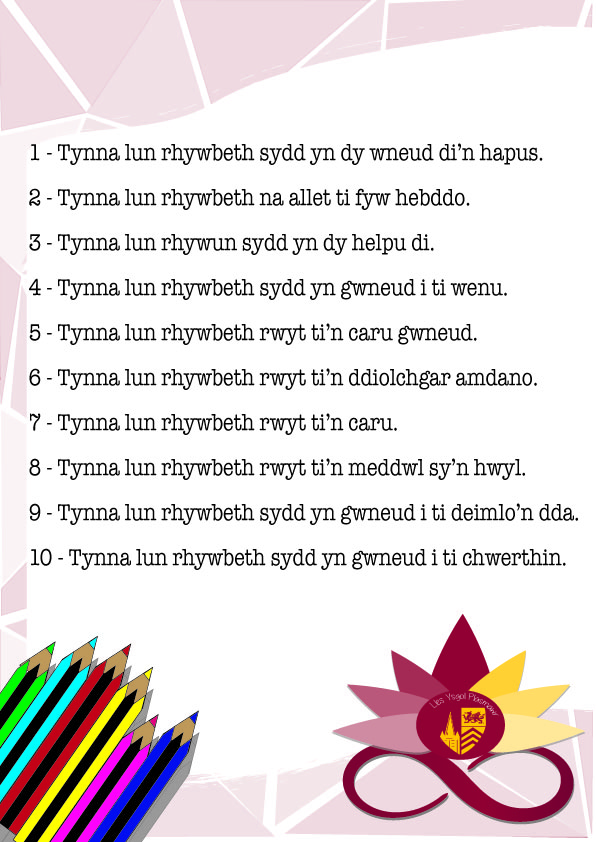 1 - Tynna lun rhywbeth sydd yn dy wneud di’n hapus.
2 - Tynna lun rhywbeth na allet ti fyw hebddo.
3 - Tynna lun rhywun sydd yn dy helpu di.
4 - Tynna lun rhywbeth sydd yn gwneud i ti wenu.
5 - Tynna lun rhywbeth rwyt ti’n caru gwneud.
6 - Tynna lun rhywbeth rwyt ti’n ddiolchgar amdano.
7 - Tynna lun rhywbeth rwyt ti’n caru.
8 - Tynna lun rhywbeth rwyt ti’n meddwl sy’n hwyl.
9 - Tynna lun rhywbeth sydd yn gwneud i ti deimlo’n dda.
10 - Tynna lun rhywbeth sydd yn gwneud i ti chwerthin.
Lles Ysgol Plasmawr